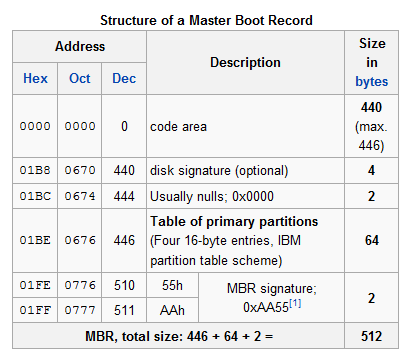 Structure of a Master Boot Record
Address Description Size in bytes
Hex Oct Dec
0000 0000 0 code area 440 (max. 446)
01B8 0670 440 disk signature (optional) 4
01BC 0674 444 Usually nulls; 0x0000 2
01BE 0676 446 Table of primary partitions
(Four 16-byte entries, IBM
partition table scheme) 64
01FE 0776 510 55h MBR signature; 0xAA55[1] 2
01FF 0777 511 AAh
MBR, total size: 446 + 64 + 2 = 512